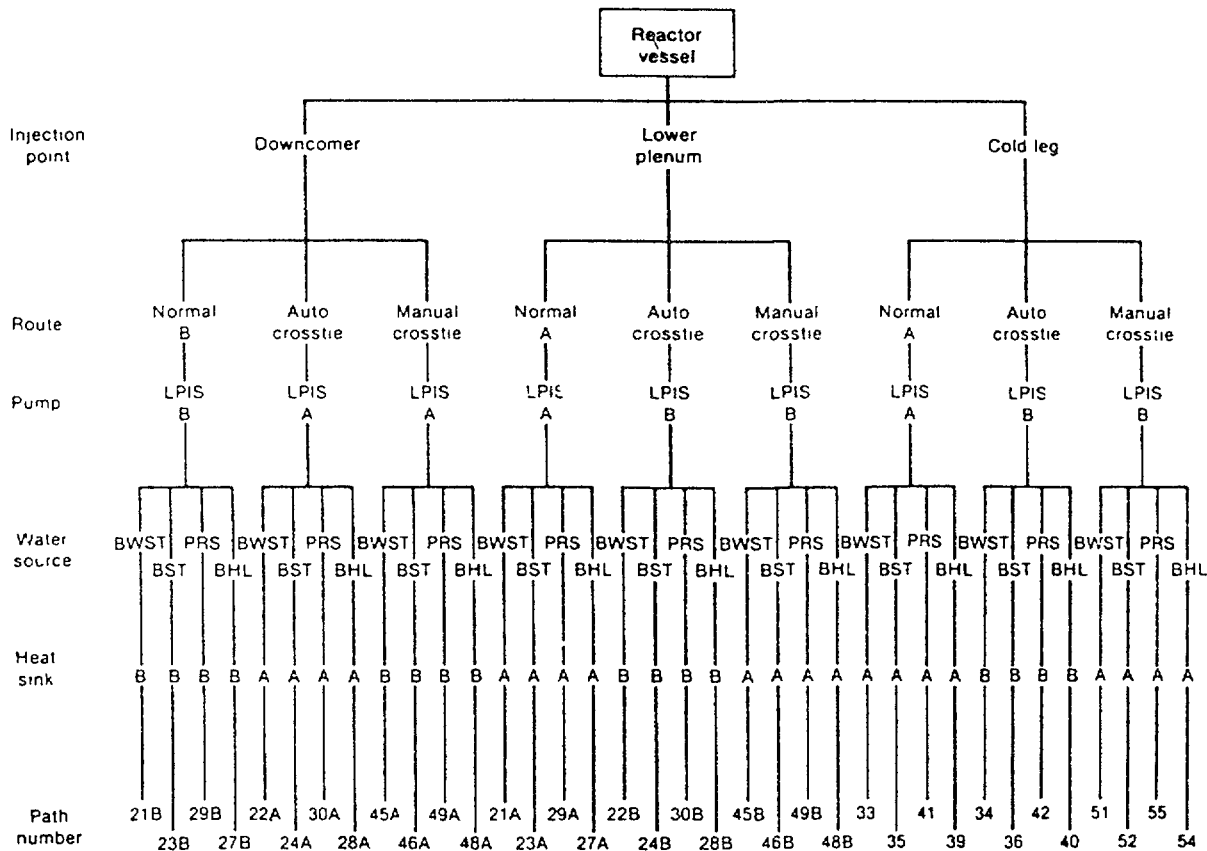 Reactor
vessel
Injection
point
Downcomer
Lower
plenum
Cold leg
Route
Normal
B
Auto
crosstie
Manual
crosstie
Normal
A
Auto
crosstie
Manual
crosstie
Normal
A
Auto
crosstie
Manual
crosstie
Pump
LPIS
B
LPIS
A
LPIS
A
LPIS
A
LPIS
B
LPIS
B
LPIS
A
LPIS
B
LPIS
B
Water
source
BWST PRS BWST PRS BWST PRS BWST PRS BWST PRS BWST PRS BWST PRS BWST PRS BWST PRS
BST BHL BST BHL BST BHL BST BHL BST BHL BST BHL BST BHL BST BHL BST BHL
Heat
sink
B B B B A A A A B B B B A A A A B B B B A A A A A A A A B B B B A A A A
Path
number
21B 29B 22A 30A 45A 49A 21A 29A 22B 30B 45B 49B 33 41 34 42 51 55
23B 27B 24A 28A 46A 48A 23A 27A 24B 28B 46B 48B 35 39 36 40 52 54